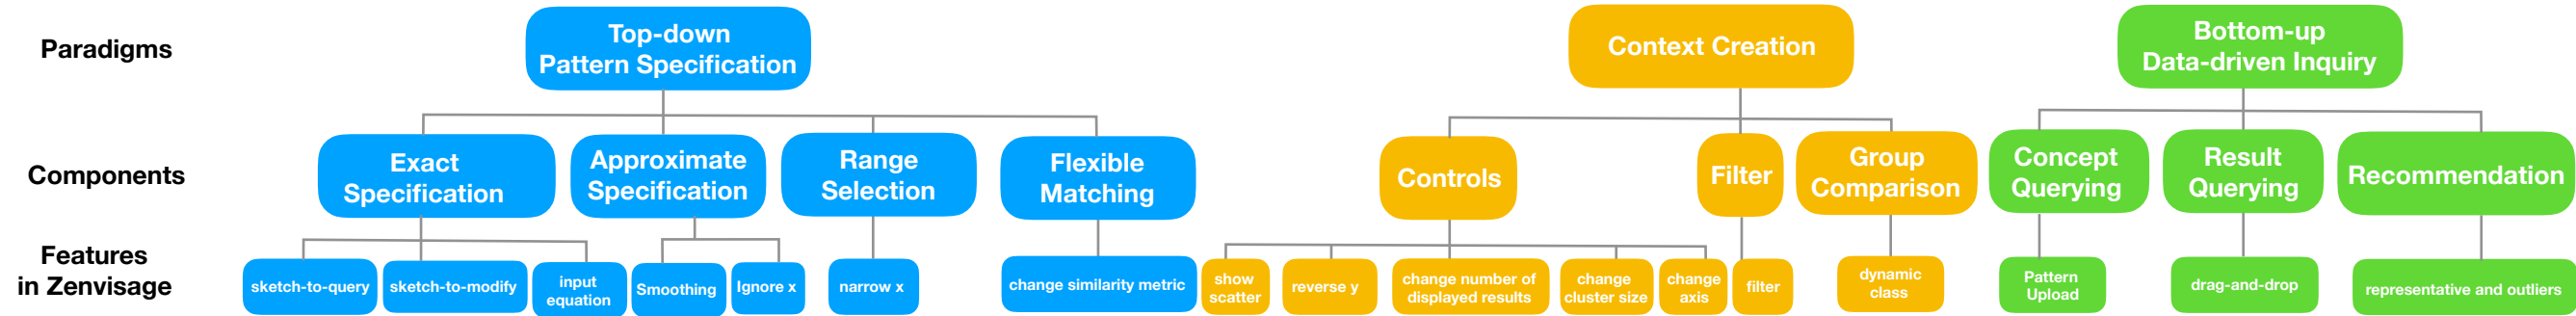 Paradigms
Top-down
Pattern Specification
Context Creation
Bottom-up
Data-driven Inquiry
Components
Exact
Specification
Approximate
Specification
Range
Selection
Flexible
Matching
Controls
Filter
Group
Comparison
Concept
Querying
Result
Querying
Recommendation
Features
in Zenvisage
sketch-to-query
sketch-to-modify
input
equation
Smoothing
Ignore x
narrow x
change similarity metric
show
scatter
reverse y
change number of
displayed results
change
cluster size
change
axis
filter
dynamic
class
Pattern
Upload
drag-and-drop
representative and outliers